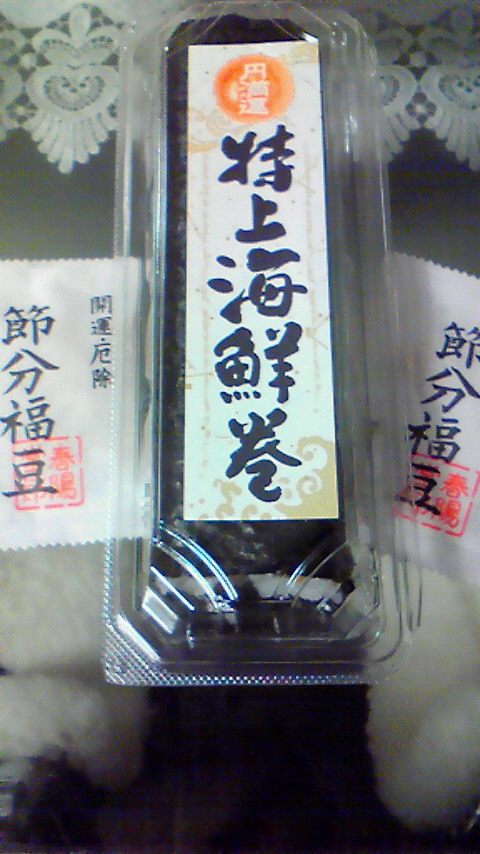 円満運
特上海鮮巻
開運・厄除
節分福豆
春陽
節分福豆
春陽